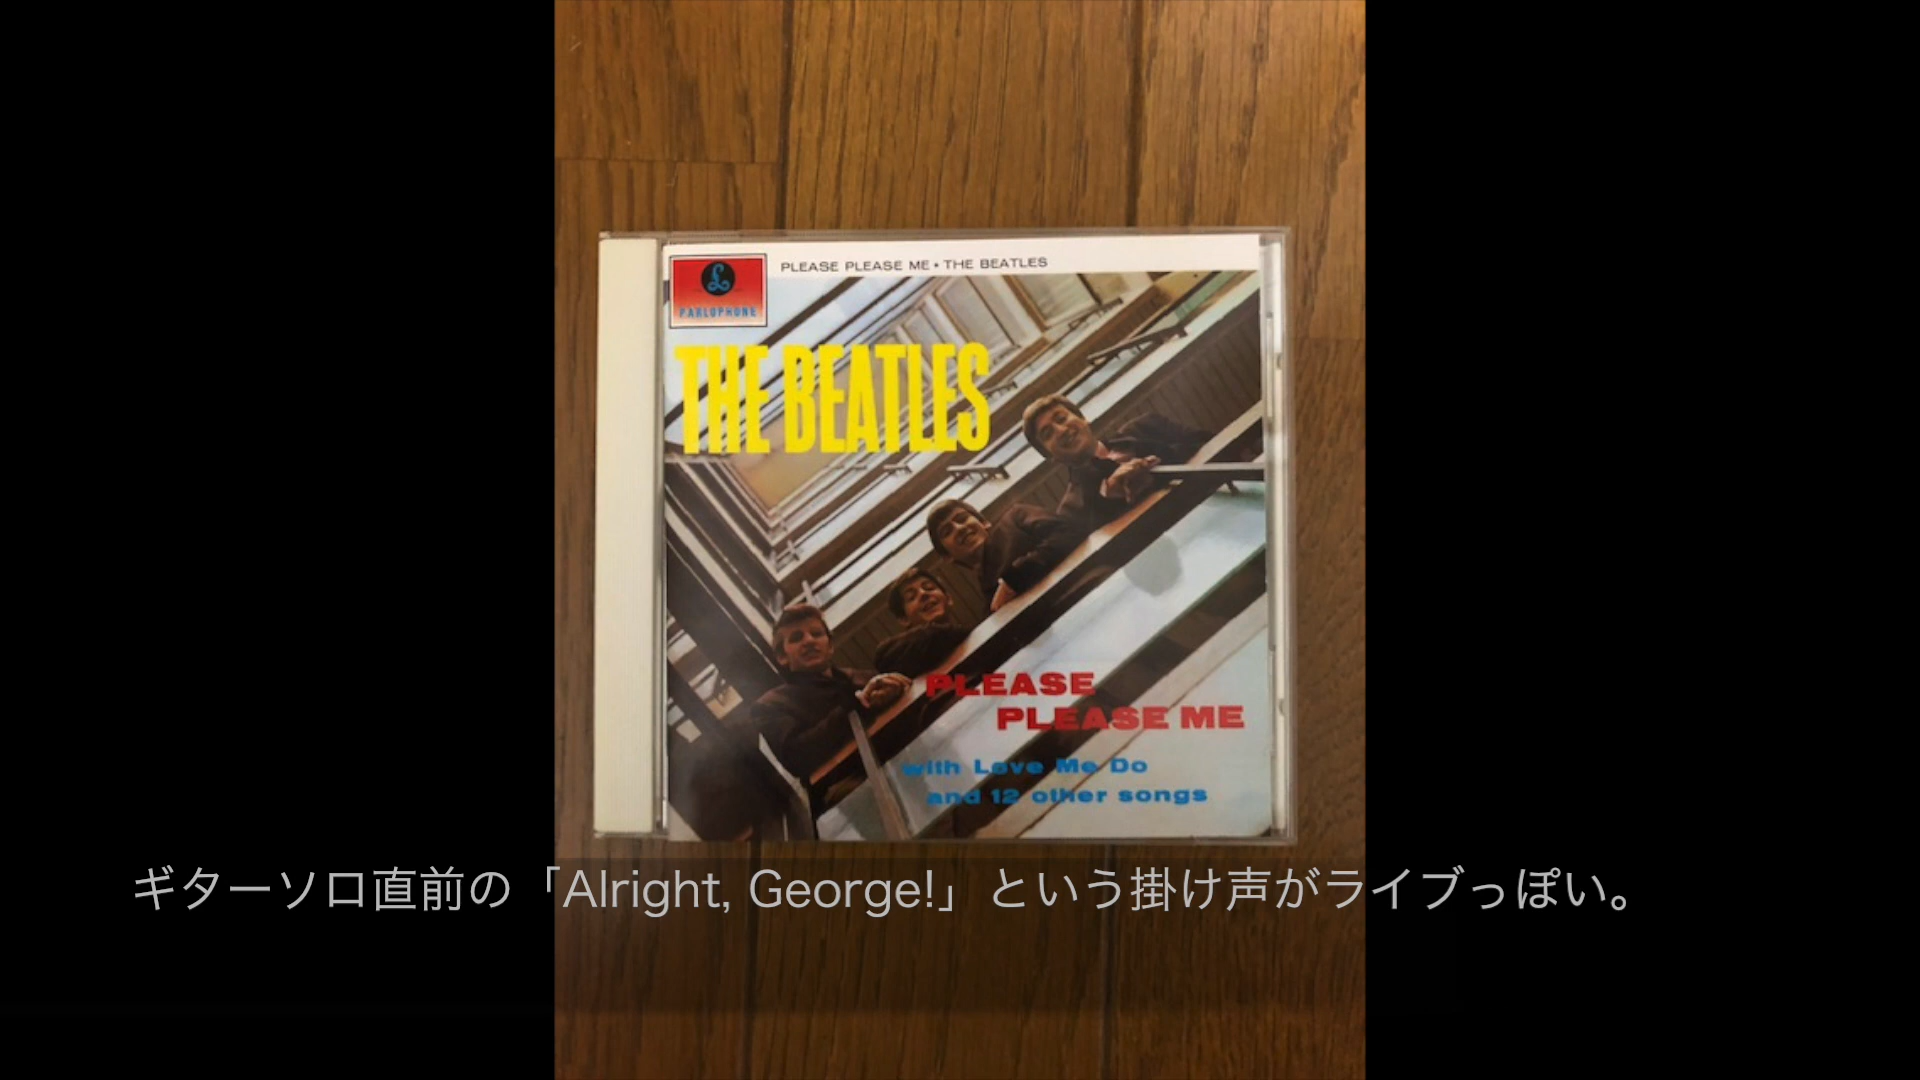 PLEASE PLEASE ME • THE BEATLES
PARLOPHONE
THE BEATLES
PLEASE
PLEASE ME
with Love Me Do
and 12 other songs
ギターソロ直前の「Alright, George!」という掛け声がライブっぽい。